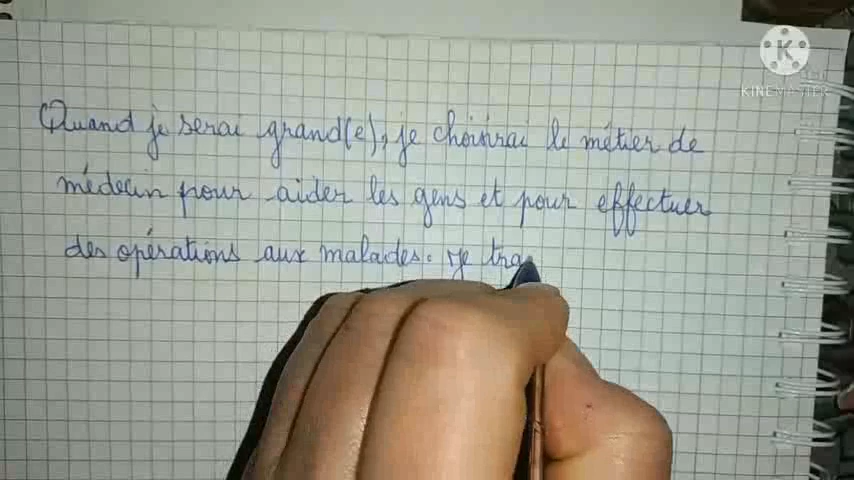 Quand je serai grand(e), je choisirai le métier de
médecin pour aider les gens et pour effectuer
des opérations aux malades. Je tra
K
KINEMASTER